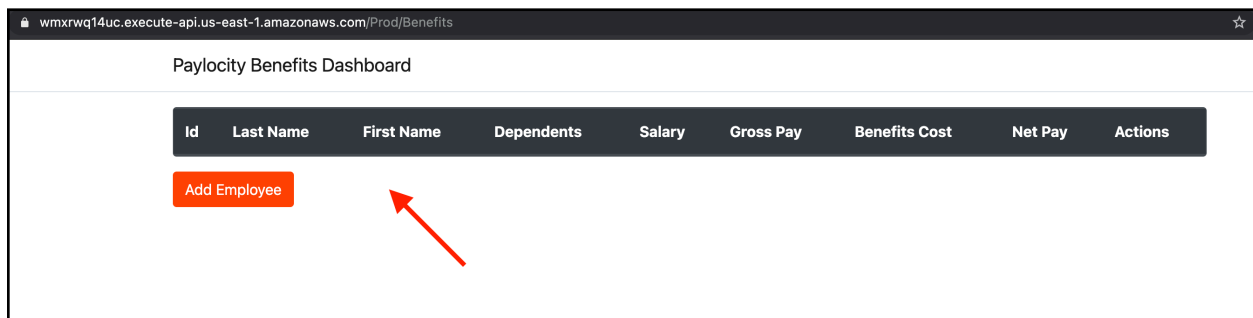 wmxrwq14uc.execute-api.us-east-1.amazonaws.com/Prod/Benefits
Paylocity Benefits Dashboard
Id Last Name First Name Dependents Salary Gross Pay Benefits Cost Net Pay Actions
Add Employee